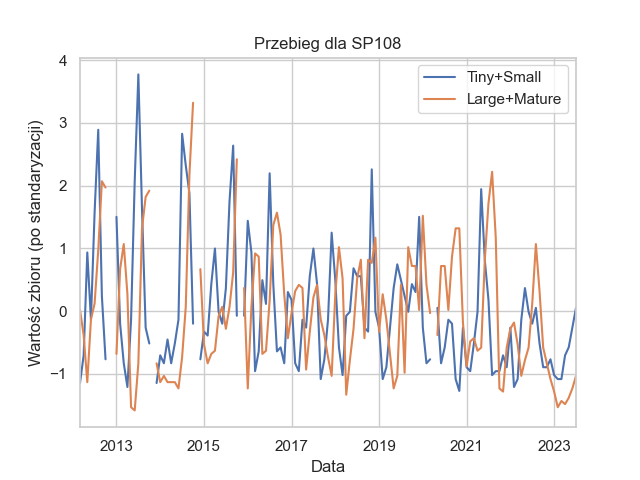 Przebieg dla SP108
Tiny+Small
Large+Mature
Wartość zbioru (po standaryzacji)
4
3
2
1
0
−1
2013 2015 2017 2019 2021 2023
Data